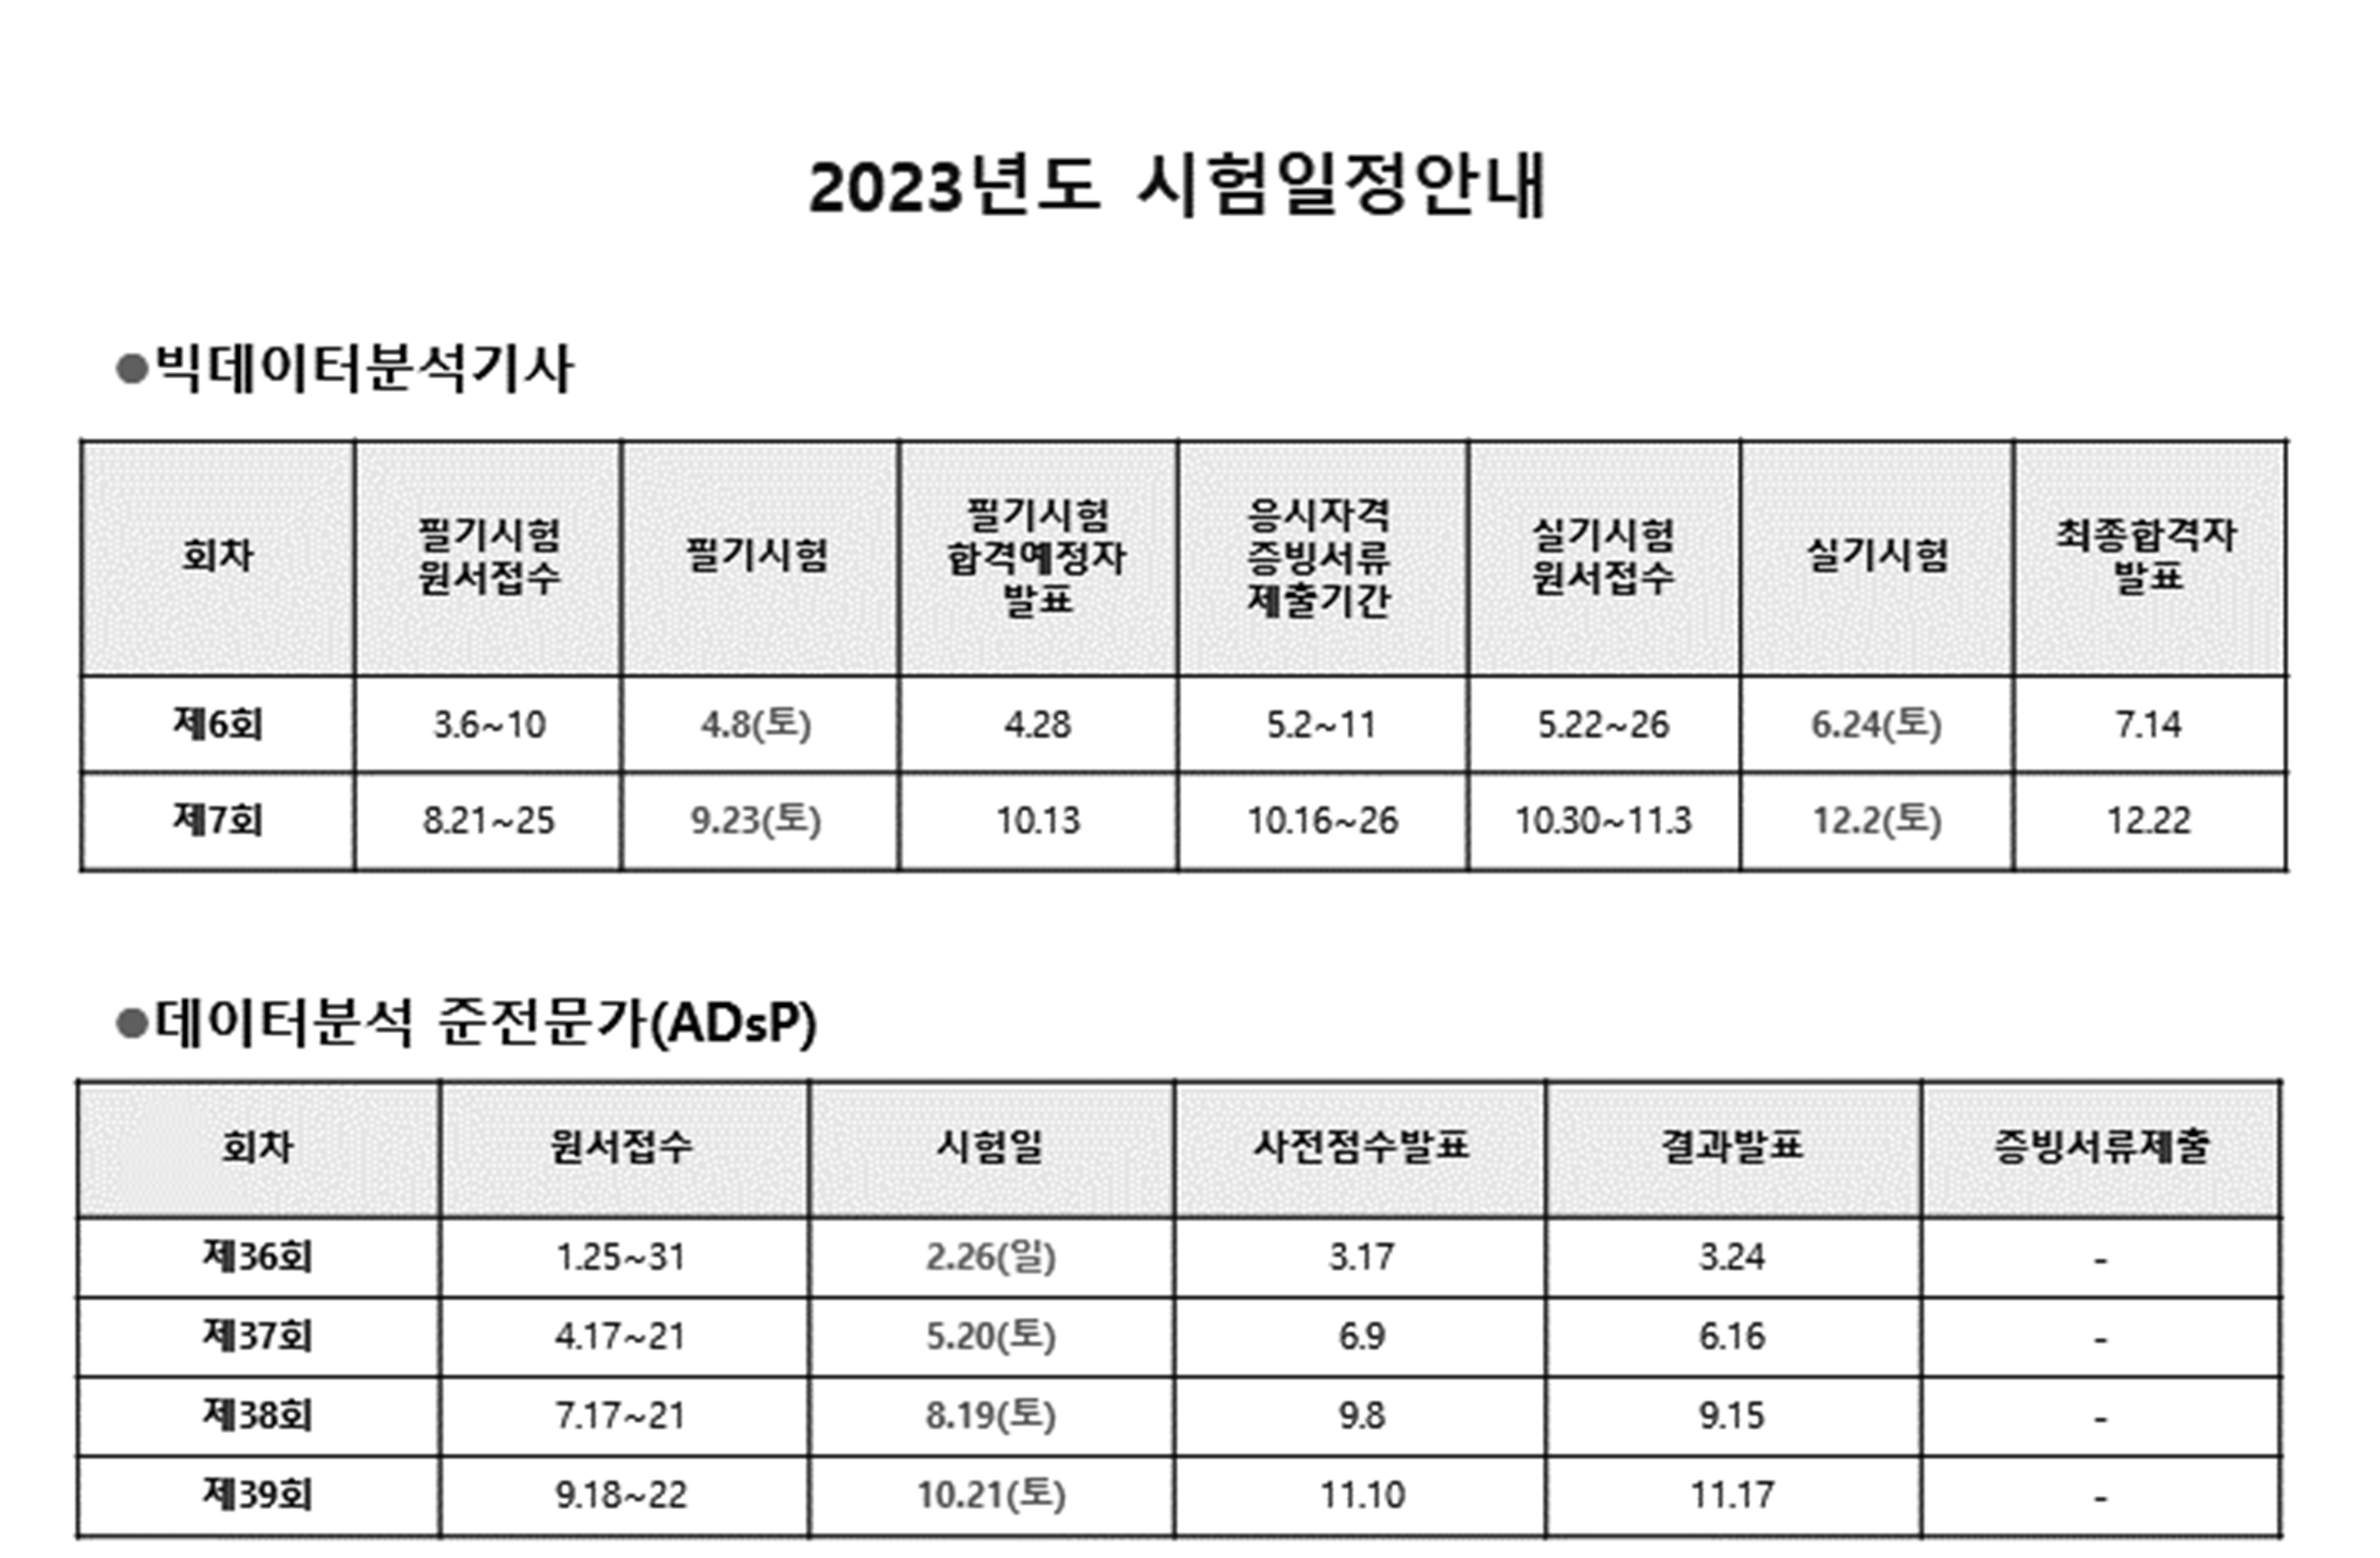 2023년도 시험일정안내
●빅데이터분석기사
회차 필기시험 원서접수 필기시험 필기시험 합격예정자 발표 응시자격 증빙서류 제출기간 실기시험 원서접수 실기시험 최종합격자 발표
제6회 3.6~10 4.8(토) 4.28 5.2~11 5.22~26 6.24(토) 7.14
제7회 8.21~25 9.23(토) 10.13 10.16~26 10.30~11.3 12.2(토) 12.22
●데이터분석 준전문가(ADsP)
회차 원서접수 시험일 사전점수발표 결과발표 증빙서류제출
제36회 1.25~31 2.26(일) 3.17 3.24 -
제37회 4.17~21 5.20(토) 6.9 6.16 -
제38회 7.17~21 8.19(토) 9.8 9.15 -
제39회 9.18~22 10.21(토) 11.10 11.17 -